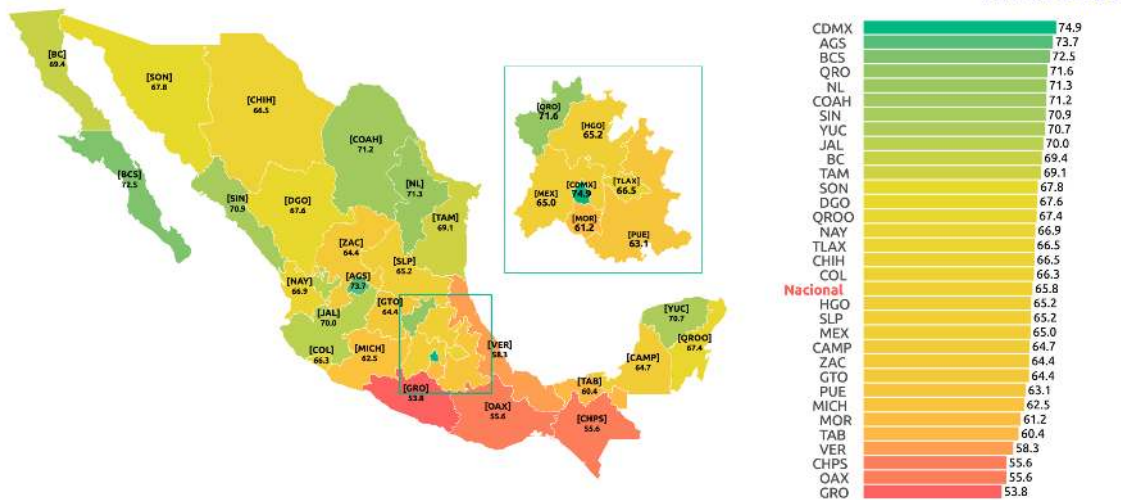 [BC]
69.4
[SON]
67.8
[CHIH]
66.5
[COAH]
71.2
[BCS]
72.5
[SIN]
70.9
[DGO]
67.6
[NL]
71.3
[TAM]
69.1
[ZAC]
64.4
[SLP]
65.2
[NAY]
66.9
[AGS]
73.7
[JAL]
70.0
[GTO]
64.4
[COL]
66.3
[MICH]
62.5
[VER]
58.3
[GRO]
53.8
[OAX]
55.6
[CHPS]
55.6
[TAB]
60.4
[CAMP]
64.7
[YUC]
70.7
[QROO]
67.4
[QRO]
71.6
[HGO]
65.2
[MEX]
65.0
[CDMX]
74.9
[TLAX]
66.5
[MOR]
61.2
[PUE]
63.1
CDMX 74.9
AGS 73.7
BCS 72.5
QRO 71.6
NL 71.3
COAH 71.2
SIN 70.9
YUC 70.7
JAL 70.0
BC 69.4
TAM 69.1
SON 67.8
DGO 67.6
QROO 67.4
NAY 66.9
TLAX 66.5
CHIH 66.5
COL 66.3
Nacional 65.8
HGO 65.2
SLP 65.2
MEX 65.0
CAMP 64.7
ZAC 64.4
GTO 64.4
PUE 63.1
MICH 62.5
MOR 61.2
TAB 60.4
VER 58.3
CHPS 55.6
OAX 55.6
GRO 53.8